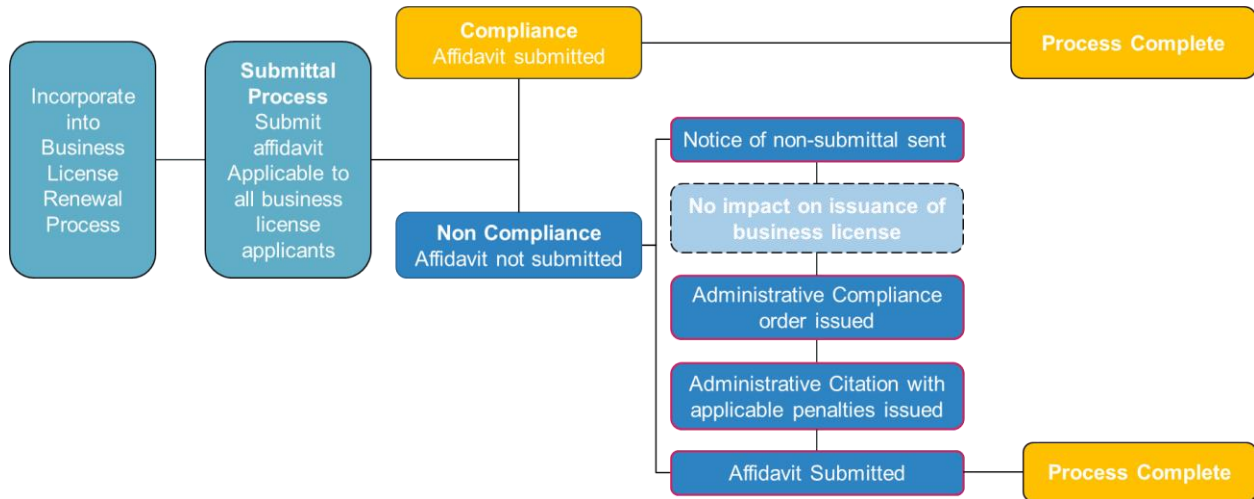 Incorporate
into
Business
License
Renewal
Process
Submittal
Process
Submit
affidavit
Applicable to
all business
license
applicants
Compliance
Affidavit submitted
Process Complete
Non Compliance
Affidavit not submitted
Notice of non-submittal sent
No impact on issuance of
business license
Administrative Compliance
order issued
Administrative Citation with
applicable penalties issued
Affidavit Submitted
Process Complete